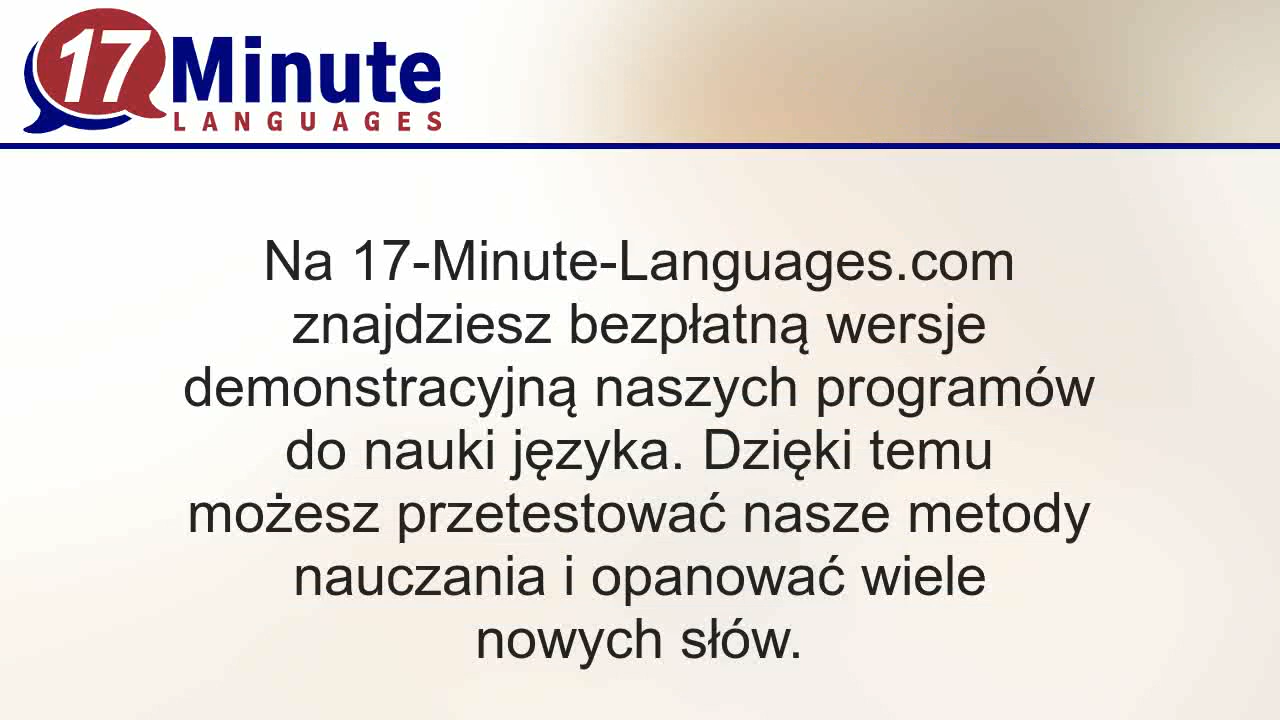 17 Minute
LANGUAGES
Na 17-Minute-Languages.com
znajdziesz bezpłatną wersje
demonstracyjną naszych programów
do nauki języka. Dzięki temu
możesz przetestować nasze metody
nauczania i opanować wiele
nowych słów.